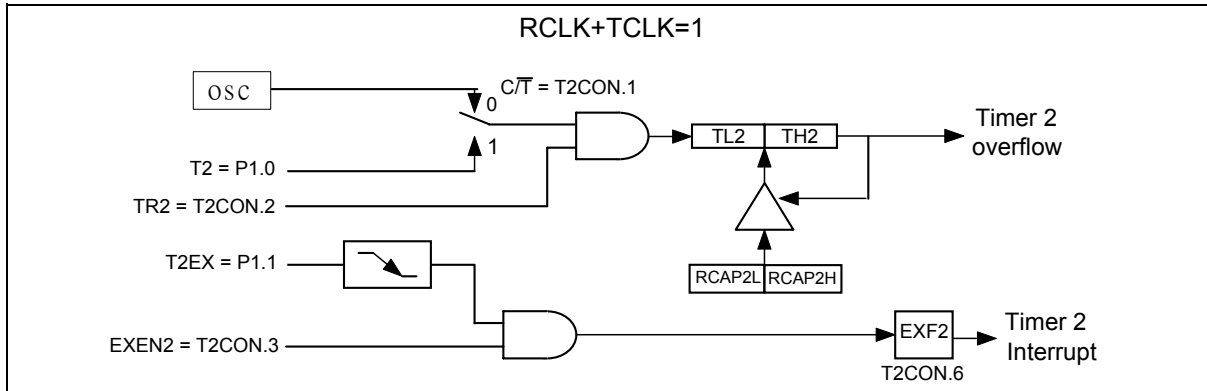 RCLK+TCLK=1
OSC
C/T̅ = T2CON.1
0
1
T2 = P1.0
TR2 = T2CON.2
TL2 TH2
Timer 2
overflow
T2EX = P1.1
RCAP2L RCAP2H
EXEN2 = T2CON.3
EXF2
T2CON.6
Timer 2
Interrupt